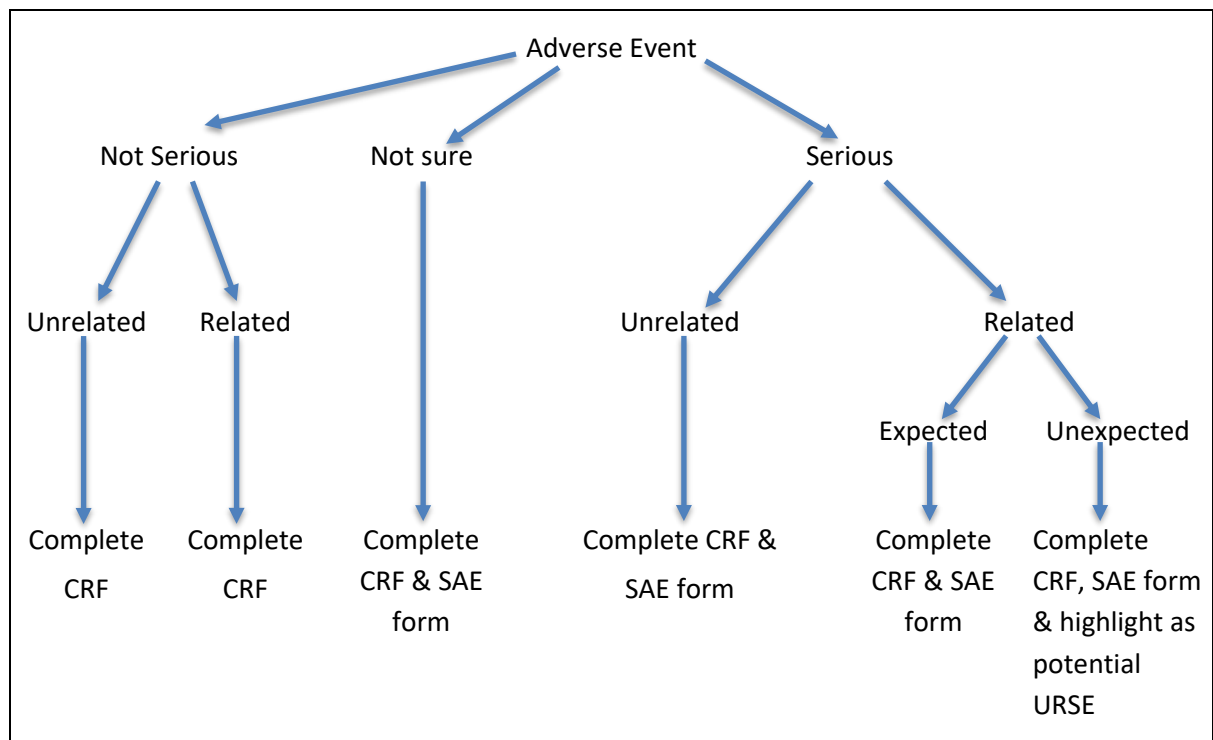 Adverse Event
Not Serious
Not sure
Serious
Unrelated
Related
Unrelated
Related
Expected
Unexpected
Complete
CRF
Complete
CRF
Complete
CRF & SAE
form
Complete CRF &
SAE form
Complete
CRF & SAE
form
Complete
CRF, SAE form
& highlight as
potential
URSE